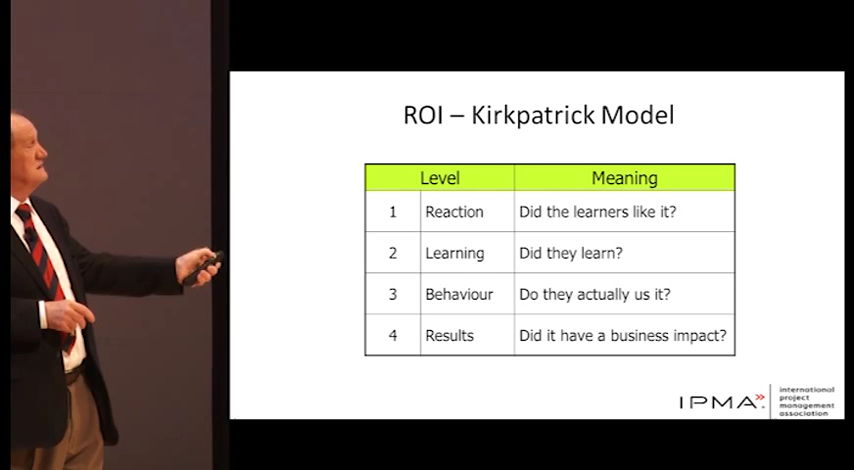 ROI – Kirkpatrick Model
Level Meaning
1 Reaction Did the learners like it?
2 Learning Did they learn?
3 Behaviour Do they actually us it?
4 Results Did it have a business impact?
IPMA
international
project
management
association